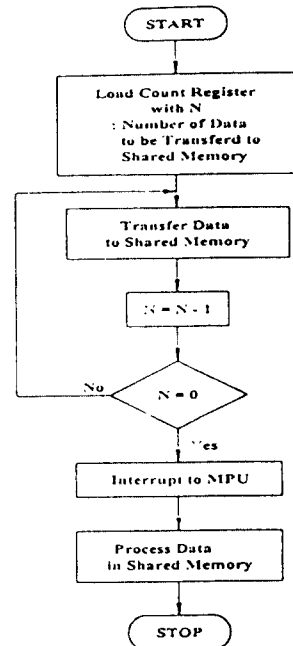 START
Load Count Register
with N
: Number of Data
to be Transferd to
Shared Memory
Transfer Data
to Shared Memory
N = N - 1
N = 0
No
Yes
Interrupt to MPU
Process Data
in Shared Memory
STOP